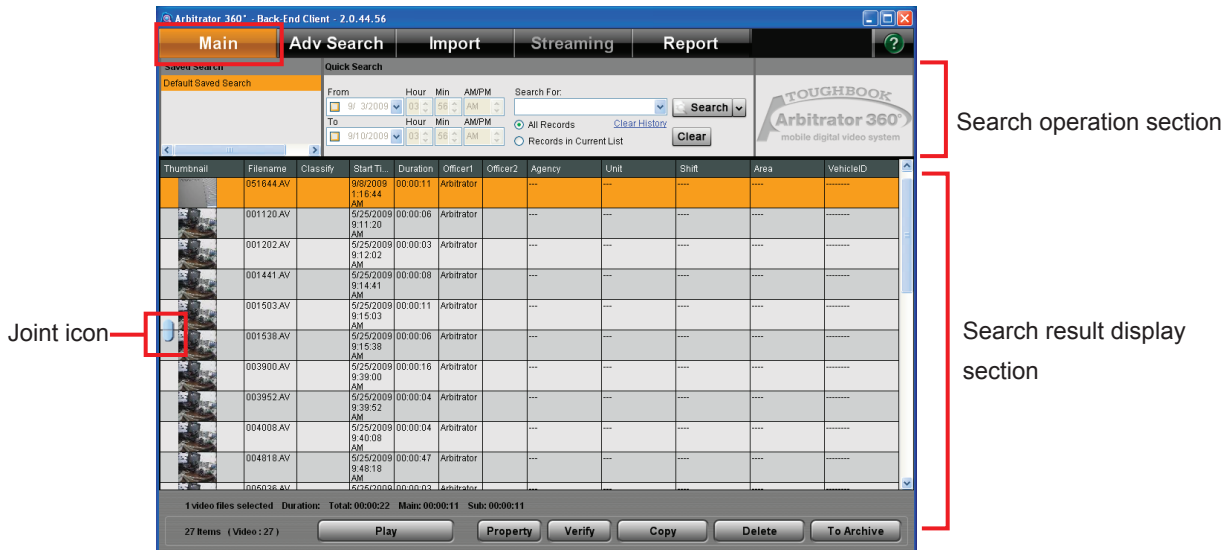 Arbitrator 360° - Back-End Client - 2.0.44.56
Main Adv Search Import Streaming Report ?
Saved Search Quick Search
Default Saved Search
From Hour Min AM/PM Search For:
9/ 3/2009 03 56 AM Search
To Hour Min AM/PM All Records Clear History
9/10/2009 03 56 AM Records in Current List Clear
TOUGHBOOK
Arbitrator 360°
mobile digital video system
Search operation section
Thumbnail Filename Classify Start Ti... Duration Officer1 Officer2 Agency Unit Shift Area VehicleID
051644.AV 9/8/2009 1:16:44 AM 00:00:11 Arbitrator --- --- ---- ---- --------
001120.AV 5/25/2009 9:11:20 AM 00:00:06 Arbitrator --- --- ---- ---- --------
001202.AV 5/25/2009 9:12:02 AM 00:00:03 Arbitrator --- --- ---- ---- --------
001441.AV 5/25/2009 9:14:41 AM 00:00:08 Arbitrator --- --- ---- ---- --------
001503.AV 5/25/2009 9:15:03 AM 00:00:11 Arbitrator --- --- ---- ---- --------
Joint icon
001538.AV 5/25/2009 9:15:38 AM 00:00:06 Arbitrator --- --- ---- ---- --------
Search result display
section
003900.AV 5/25/2009 9:39:00 AM 00:00:16 Arbitrator --- --- ---- ---- --------
003952.AV 5/25/2009 9:39:52 AM 00:00:04 Arbitrator --- --- ---- ---- --------
004008.AV 5/25/2009 9:40:08 AM 00:00:04 Arbitrator --- --- ---- ---- --------
004818.AV 5/25/2009 9:48:18 AM 00:00:47 Arbitrator --- --- ---- ---- --------
005036.AV 5/25/2009 00:00:03 Arbitrator --- --- ---- ---- --------
1 video files selected Duration: Total: 00:00:22 Main: 00:00:11 Sub: 00:00:11
27 Items ( Video : 27 ) Play Property Verify Copy Delete To Archive